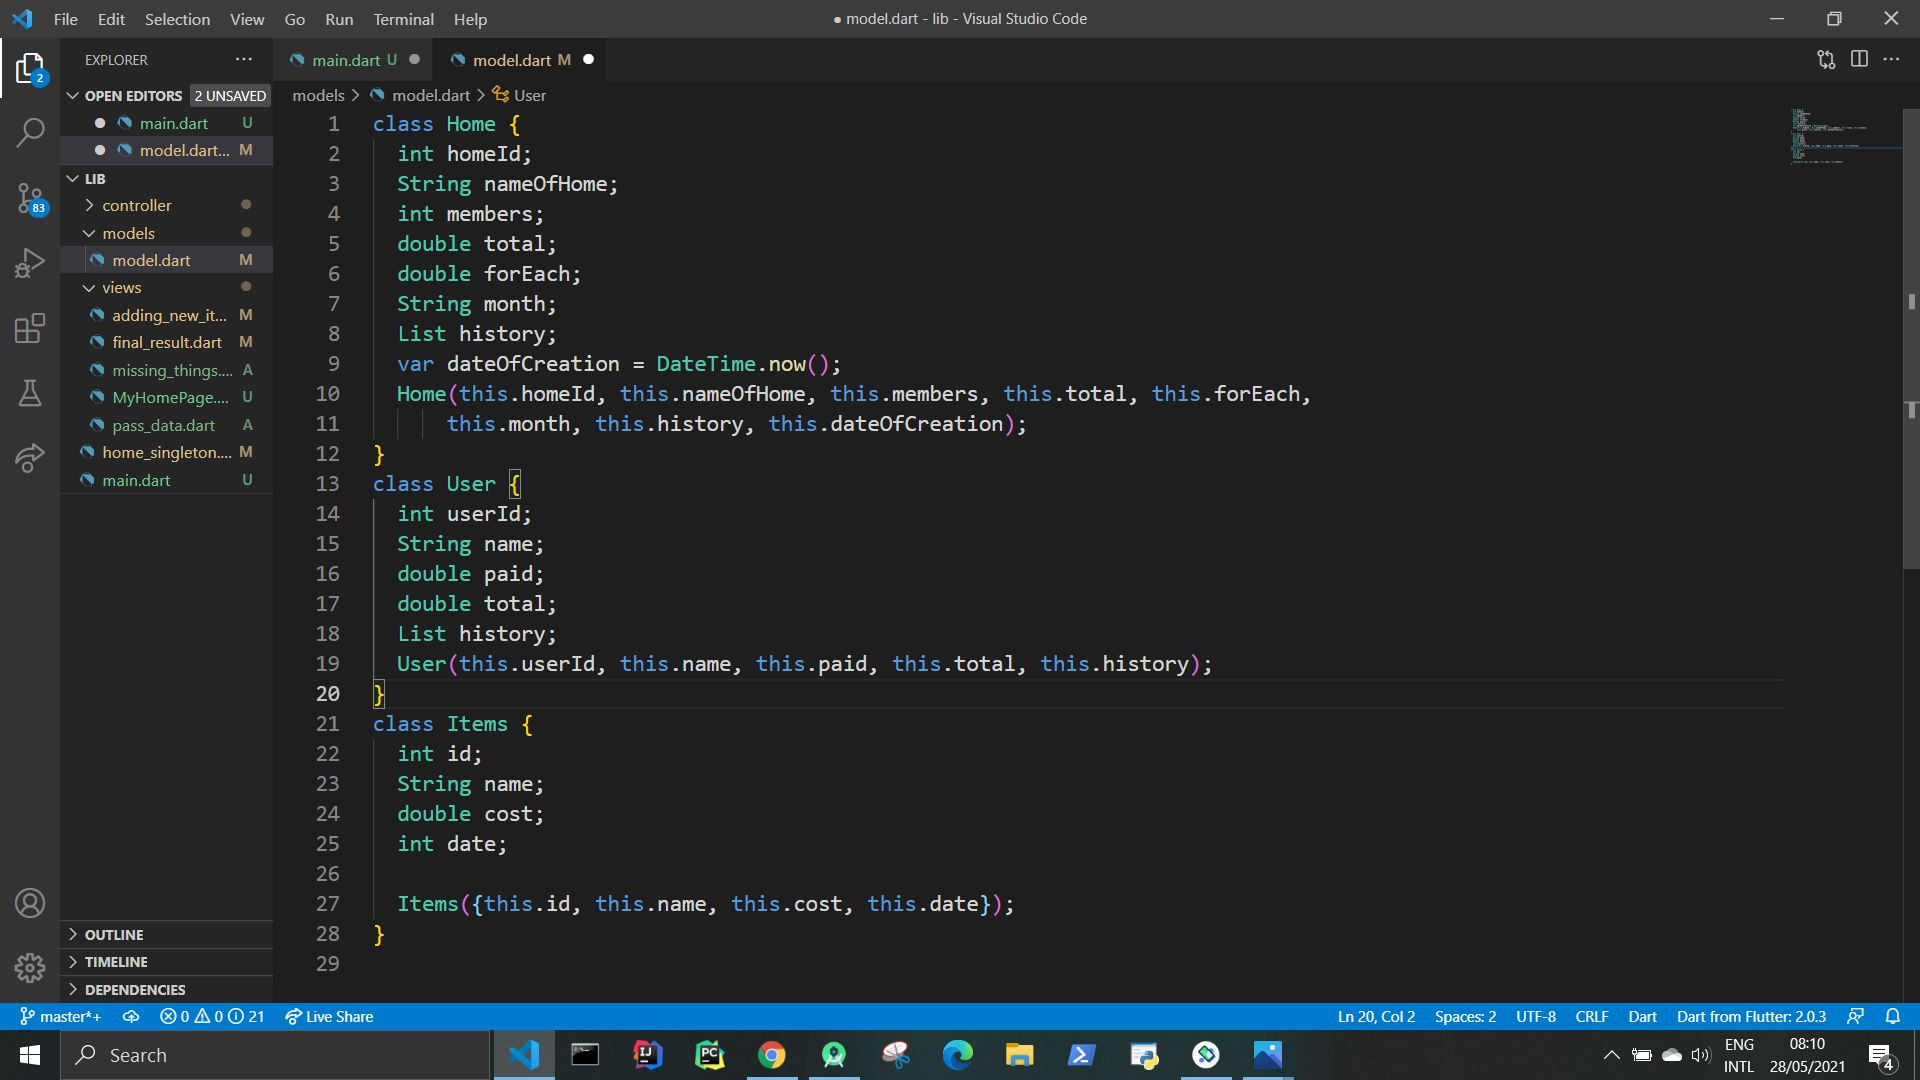 File Edit Selection View Go Run Terminal Help
● model.dart - lib - Visual Studio Code
EXPLORER
2
OPEN EDITORS 2 UNSAVED
main.dart U
model.dart... M
LIB
controller
models
model.dart M
views
adding_new_it... M
final_result.dart M
missing_things.... A
MyHomePage.... U
pass_data.dart A
home_singleton.... M
main.dart U
83
OUTLINE
TIMELINE
DEPENDENCIES
main.dart U
model.dart M
models > model.dart > User
1 class Home {
2 int homeId;
3 String nameOfHome;
4 int members;
5 double total;
6 double forEach;
7 String month;
8 List history;
9 var dateOfCreation = DateTime.now();
10 Home(this.homeId, this.nameOfHome, this.members, this.total, this.forEach,
11 this.month, this.history, this.dateOfCreation);
12 }
13 class User {
14 int userId;
15 String name;
16 double paid;
17 double total;
18 List history;
19 User(this.userId, this.name, this.paid, this.total, this.history);
20 }
21 class Items {
22 int id;
23 String name;
24 double cost;
25 int date;
26
27 Items({this.id, this.name, this.cost, this.date});
28 }
29
master*+ 0 0 21 Live Share
Ln 20, Col 2 Spaces: 2 UTF-8 CRLF Dart Dart from Flutter: 2.0.3
Search
IJ
PC
ENG
INTL
08:10
28/05/2021
4